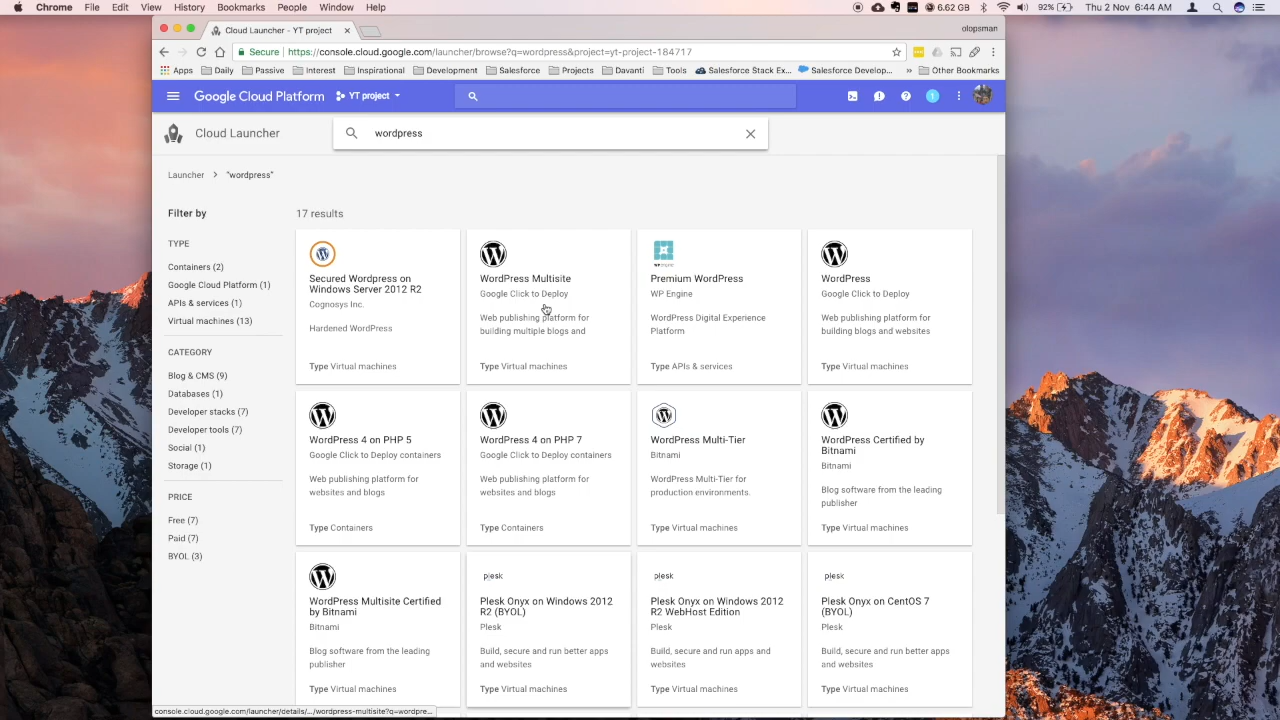 Chrome File Edit View History Bookmarks People Window Help 6.62 GB 92% Thu 2 Nov 6:44 AM
Cloud Launcher - YT project olopsman
Secure https://console.cloud.google.com/launcher/browse?q=wordpress&project=yt-project-184717
Apps Daily Passive Interest Inspirational Development Salesforce Projects Davanti Tools Salesforce Stack Ex... Salesforce Develop... » Other Bookmarks
Google Cloud Platform YT project 1
Cloud Launcher wordpress
Launcher > "wordpress"
Filter by
17 results
TYPE
Containers (2)
Google Cloud Platform (1)
APIs & services (1)
Virtual machines (13)
CATEGORY
Blog & CMS (9)
Databases (1)
Developer stacks (7)
Developer tools (7)
Social (1)
Storage (1)
PRICE
Free (7)
Paid (7)
BYOL (3)
Secured Wordpress on
Windows Server 2012 R2
Cognosys Inc.
Hardened WordPress
Type Virtual machines
WordPress Multisite
Google Click to Deploy
Web publishing platform for
building multiple blogs and
Type Virtual machines
Premium WordPress
WP Engine
WordPress Digital Experience
Platform
Type APIs & services
WordPress
Google Click to Deploy
Web publishing platform for
building blogs and websites
Type Virtual machines
WordPress 4 on PHP 5
Google Click to Deploy containers
Web publishing platform for
websites and blogs
Type Containers
WordPress 4 on PHP 7
Google Click to Deploy containers
Web publishing platform for
websites and blogs
Type Containers
WordPress Multi-Tier
Bitnami
WordPress Multi-Tier for
production environments.
Type Virtual machines
WordPress Certified by
Bitnami
Bitnami
Blog software from the leading
publisher
Type Virtual machines
WordPress Multisite Certified
by Bitnami
Bitnami
Blog software from the leading
publisher
Type Virtual machines
plesk
Plesk Onyx on Windows 2012
R2 (BYOL)
Plesk
Build, secure and run better apps
and websites
Type Virtual machines
plesk
Plesk Onyx on Windows 2012
R2 WebHost Edition
Plesk
Build, secure and run apps and
websites
Type Virtual machines
plesk
Plesk Onyx on CentOS 7
(BYOL)
Plesk
Build, secure and run better apps
and websites
Type Virtual machines
console.cloud.google.com/launcher/details/.../wordpress-multisite?q=wordpre...